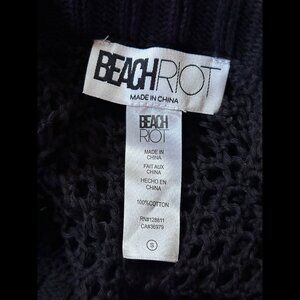 BEACHRIOT
MADE IN CHINA
BEACH
RIOT
MADE IN
CHINA
FAIT AUX
CHINA
HECHO EN
CHINA
100% COTTON
RN#128811
CA#36979
S